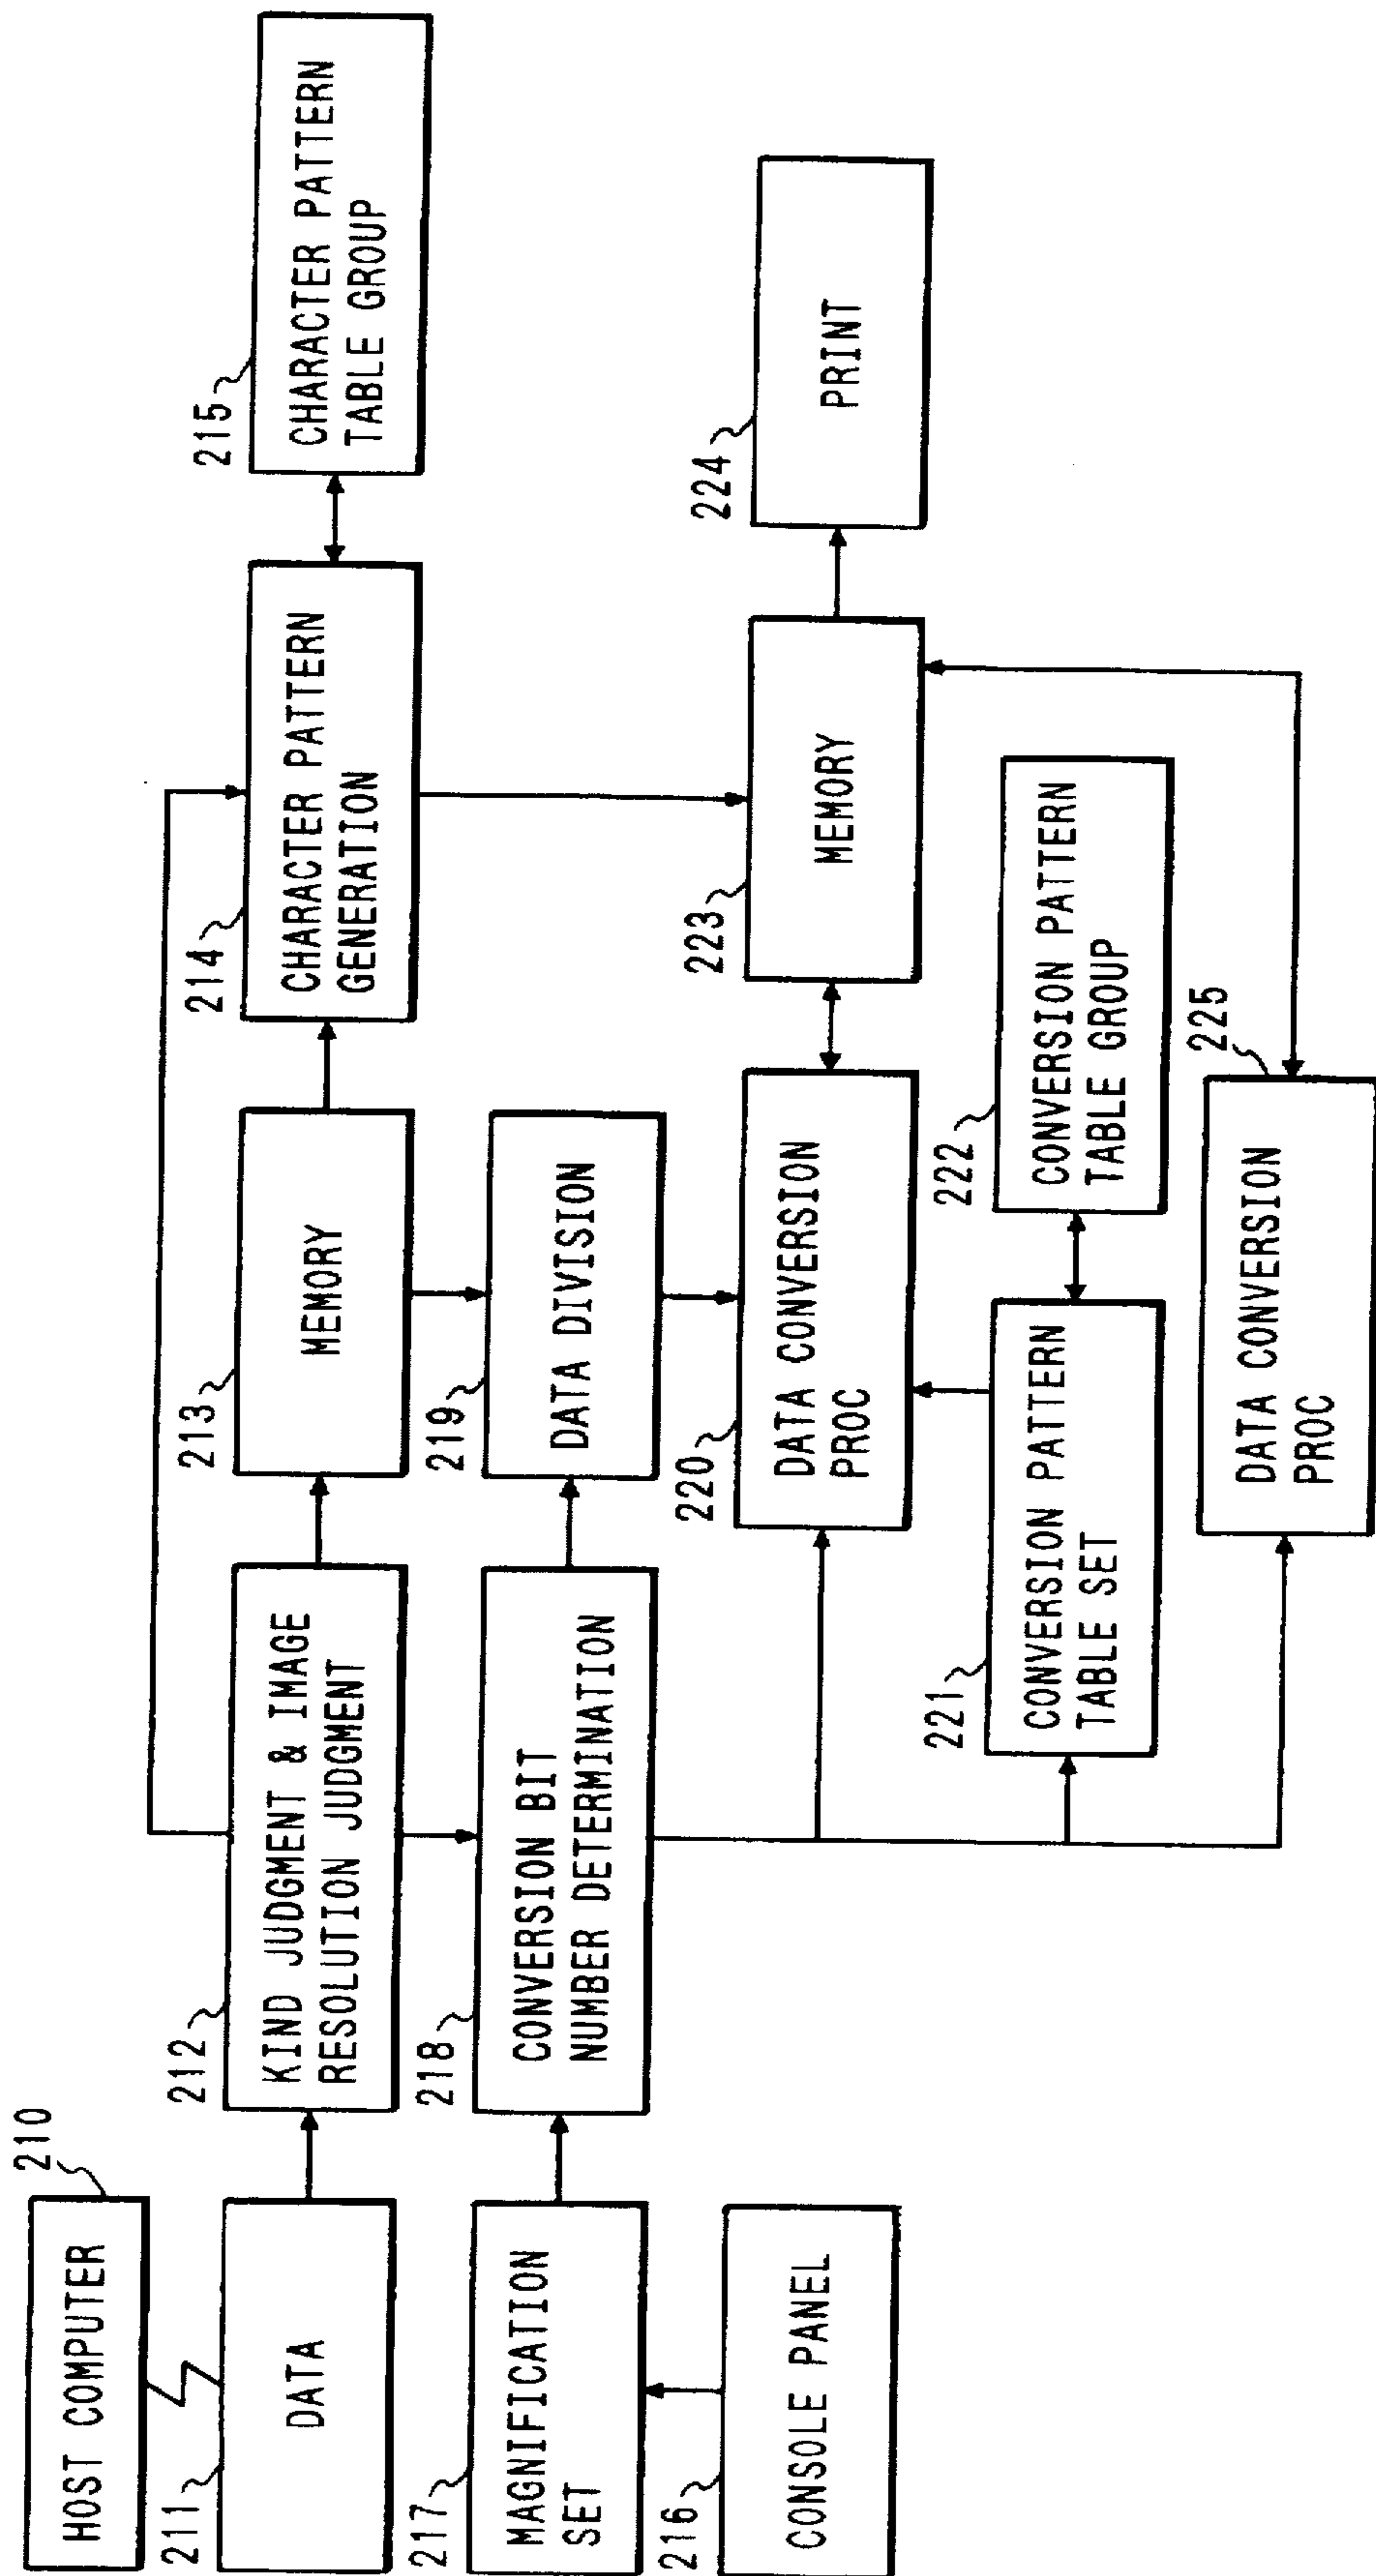 210
HOST COMPUTER
211
DATA
212
KIND JUDGMENT & IMAGE
RESOLUTION JUDGMENT
213
MEMORY
214
CHARACTER PATTERN
GENERATION
215
CHARACTER PATTERN
TABLE GROUP
217
MAGNIFICATION
SET
218
CONVERSION BIT
NUMBER DETERMINATION
219
DATA DIVISION
216
CONSOLE PANEL
220
DATA CONVERSION
PROC
223
MEMORY
224
PRINT
221
CONVERSION PATTERN
TABLE SET
222
CONVERSION PATTERN
TABLE GROUP
225
DATA CONVERSION
PROC